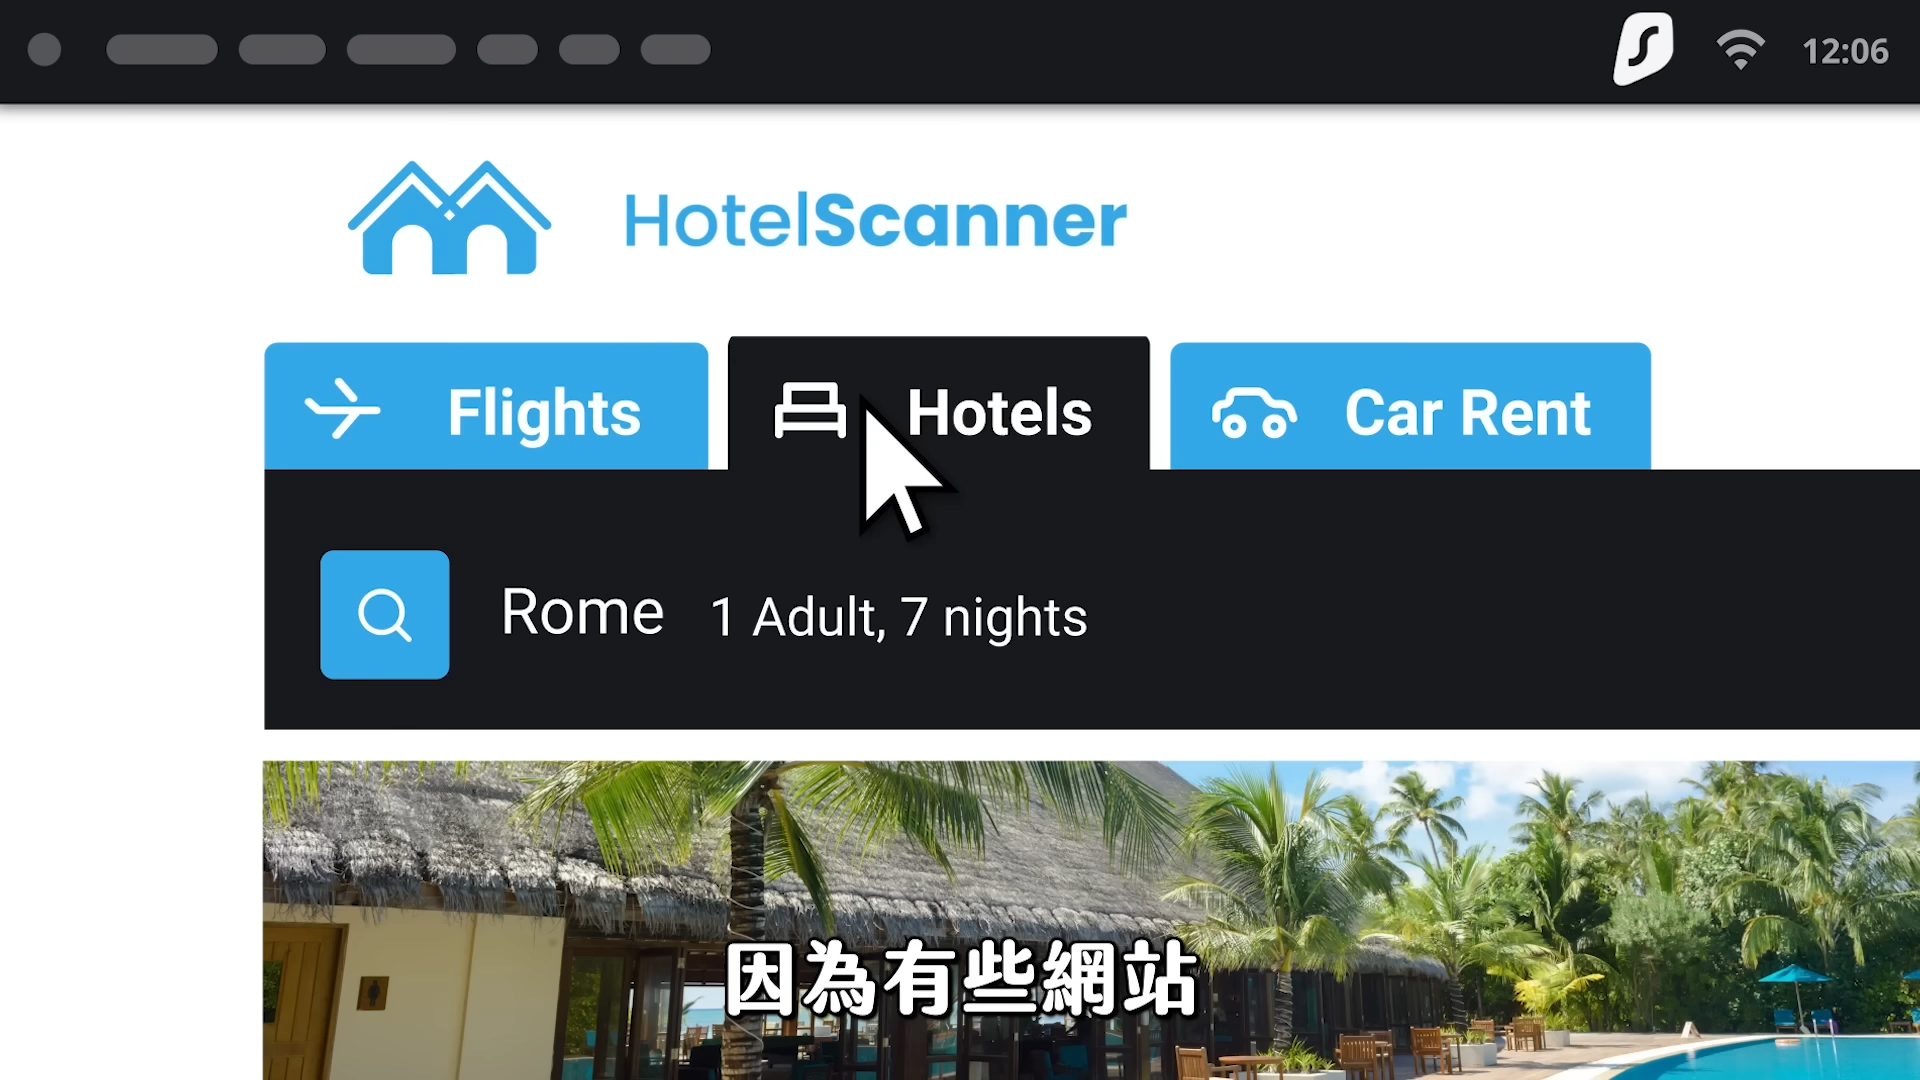 12:06
HotelScanner
Flights
Hotels
Car Rent
Rome
1 Adult, 7 nights
因為有些網站